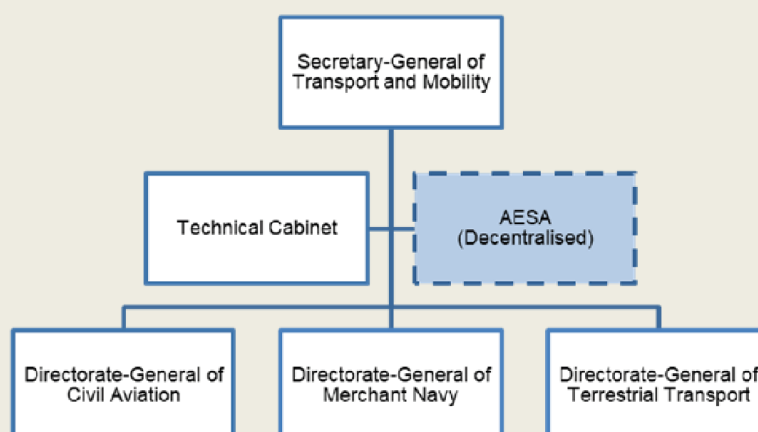 Secretary-General of
Transport and Mobility
Technical Cabinet
AESA
(Decentralised)
Directorate-General of
Civil Aviation
Directorate-General of
Merchant Navy
Directorate-General of
Terrestrial Transport